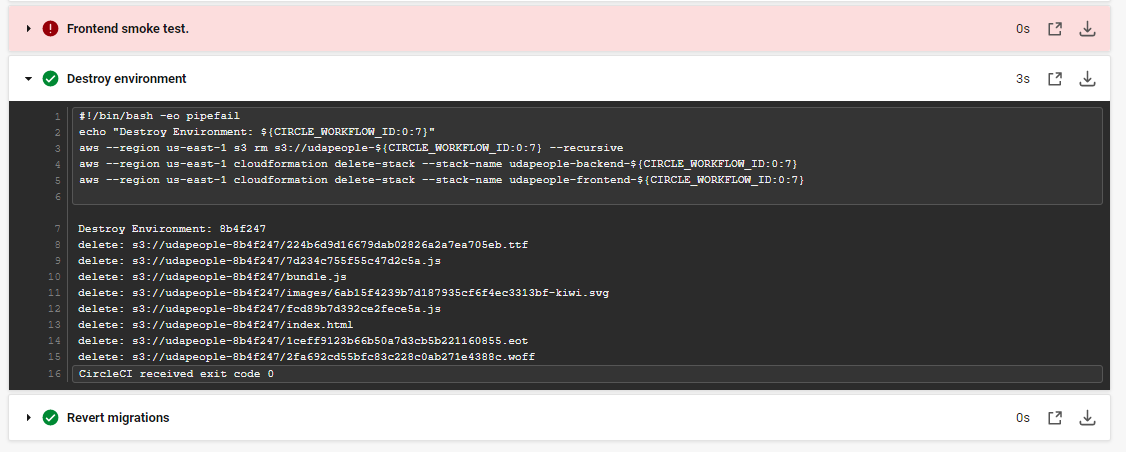 Frontend smoke test.
0s
Destroy environment
3s
1 #!/bin/bash -eo pipefail
2 echo "Destroy Environment: ${CIRCLE_WORKFLOW_ID:0:7}"
3 aws --region us-east-1 s3 rm s3://udapeople-${CIRCLE_WORKFLOW_ID:0:7} --recursive
4 aws --region us-east-1 cloudformation delete-stack --stack-name udapeople-backend-${CIRCLE_WORKFLOW_ID:0:7}
5 aws --region us-east-1 cloudformation delete-stack --stack-name udapeople-frontend-${CIRCLE_WORKFLOW_ID:0:7}
6
7 Destroy Environment: 8b4f247
8 delete: s3://udapeople-8b4f247/224b6d9d16679dab02826a2a7ea705eb.ttf
9 delete: s3://udapeople-8b4f247/7d234c755f55c47d2c5a.js
10 delete: s3://udapeople-8b4f247/bundle.js
11 delete: s3://udapeople-8b4f247/images/6ab15f4239b7d187935cf6f4ec3313bf-kiwi.svg
12 delete: s3://udapeople-8b4f247/fcd89b7d392ce2fece5a.js
13 delete: s3://udapeople-8b4f247/index.html
14 delete: s3://udapeople-8b4f247/1ceff9123b66b50a7d3cb5b221160855.eot
15 delete: s3://udapeople-8b4f247/2fa692cd55bfc83c228c0ab271e4388c.woff
16 CircleCI received exit code 0
Revert migrations
0s